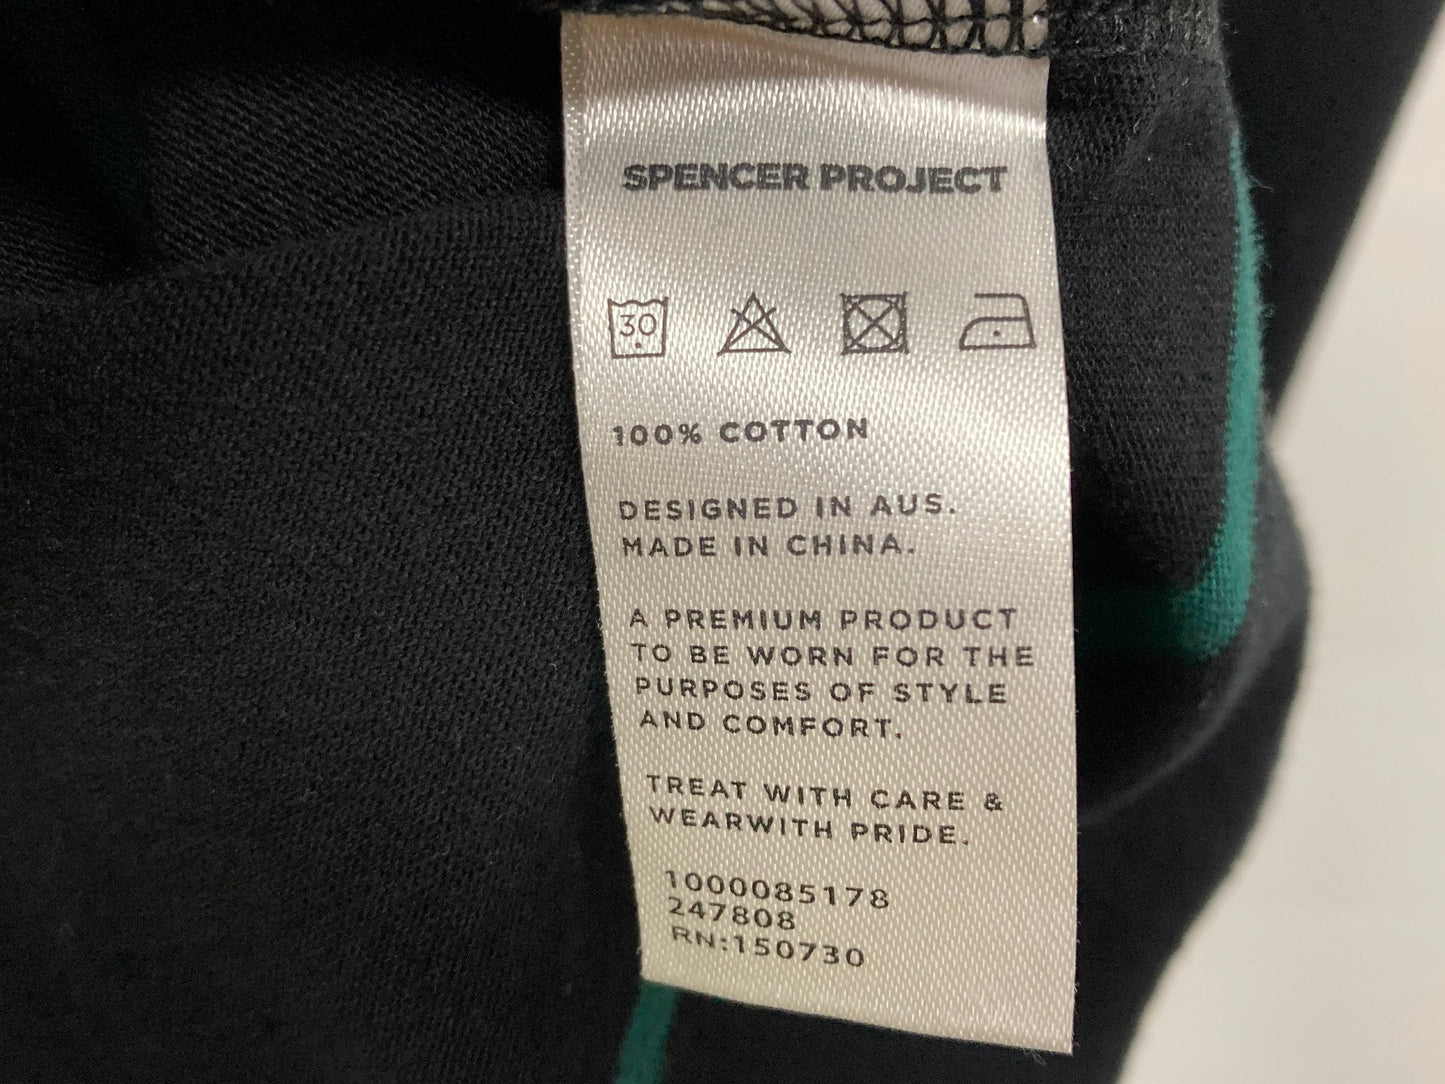 SPENCER PROJECT
30
100% COTTON
DESIGNED IN AUS.
MADE IN CHINA.
A PREMIUM PRODUCT
TO BE WORN FOR THE
PURPOSES OF STYLE
AND COMFORT.
TREAT WITH CARE &
WEARWITH PRIDE.
1000085178
247808
RN:150730